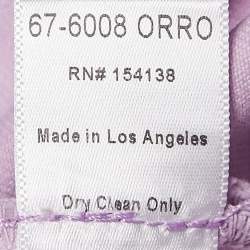 67-6008 ORRO
RN# 154138
Made in Los Angeles
Dry Clean Only